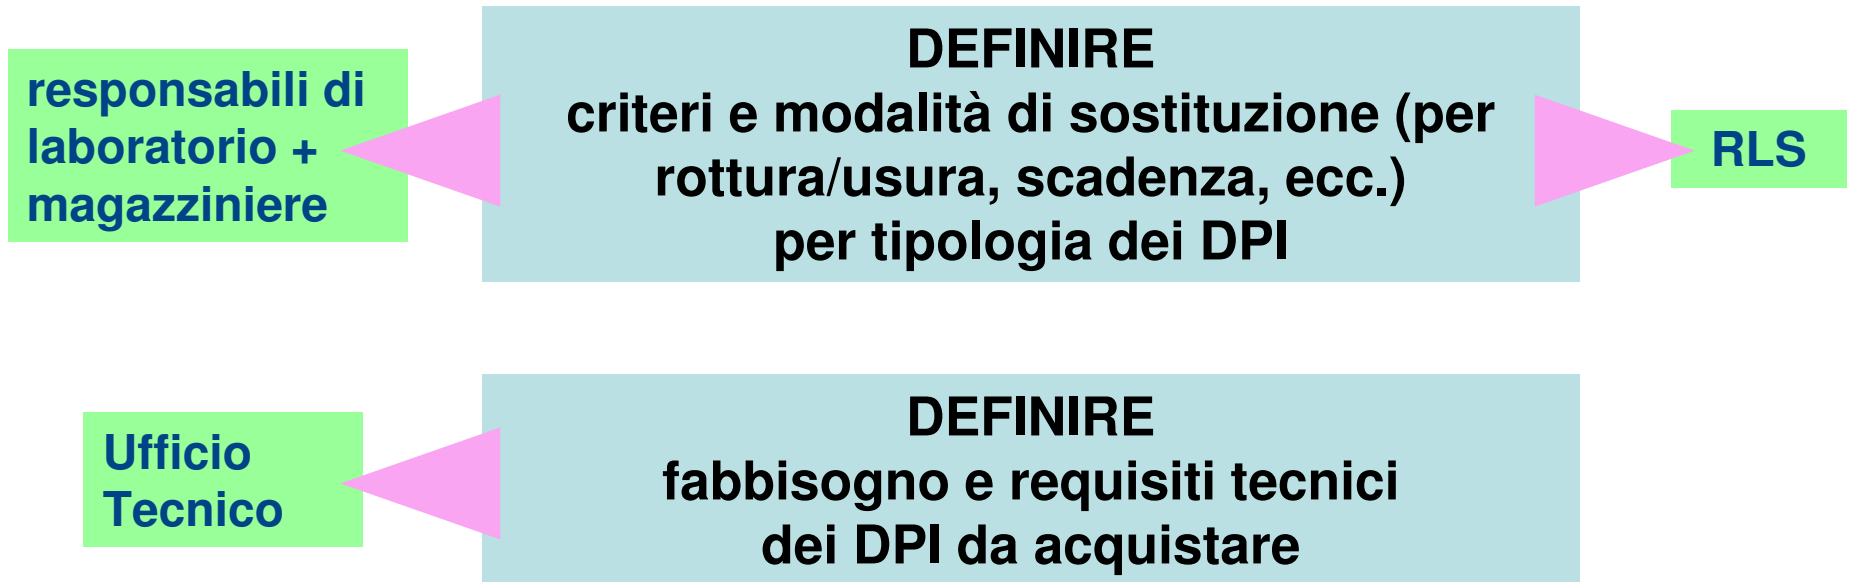 responsabili di
laboratorio +
magazziniere
DEFINIRE
criteri e modalità di sostituzione (per
rottura/usura, scadenza, ecc.)
per tipologia dei DPI
RLS
Ufficio
Tecnico
DEFINIRE
fabbisogno e requisiti tecnici
dei DPI da acquistare